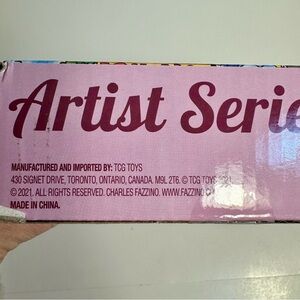 Artist Serie
MANUFACTURED AND IMPORTED BY: TCG TOYS
430 SIGNET DRIVE, TORONTO, ONTARIO, CANADA. M9L 2T6. © TCG TOYS 2021.
© 2021. ALL RIGHTS RESERVED. CHARLES FAZZINO. WWW.FAZZINO.C
MADE IN CHINA.